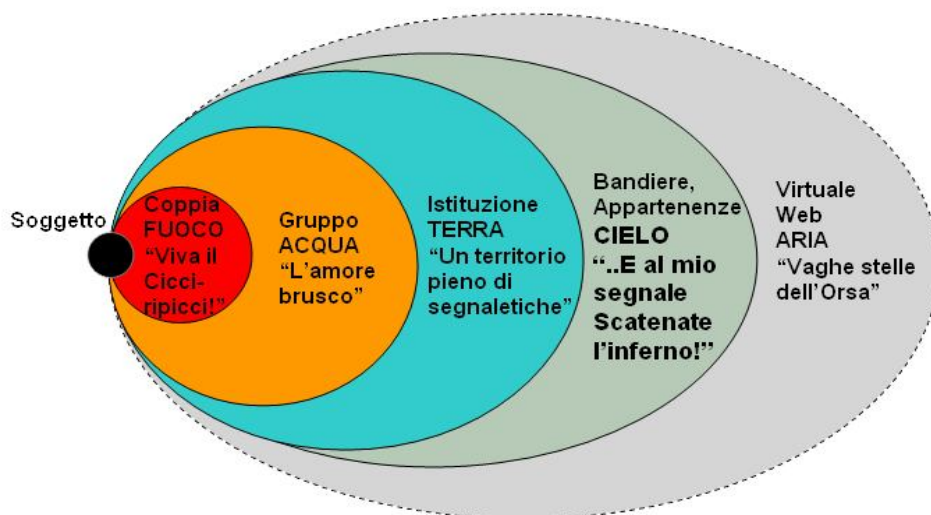 Soggetto
Coppia
FUOCO
“Viva il
Cicci-
ripicci!”
Gruppo
ACQUA
“L’amore
brusco”
Istituzione
TERRA
“Un territorio
pieno di
segnaletiche”
Bandiere,
Appartenenze
CIELO
“..E al mio
segnale
Scatenate
l’inferno!”
Virtuale
Web
ARIA
“Vaghe stelle
dell’Orsa”